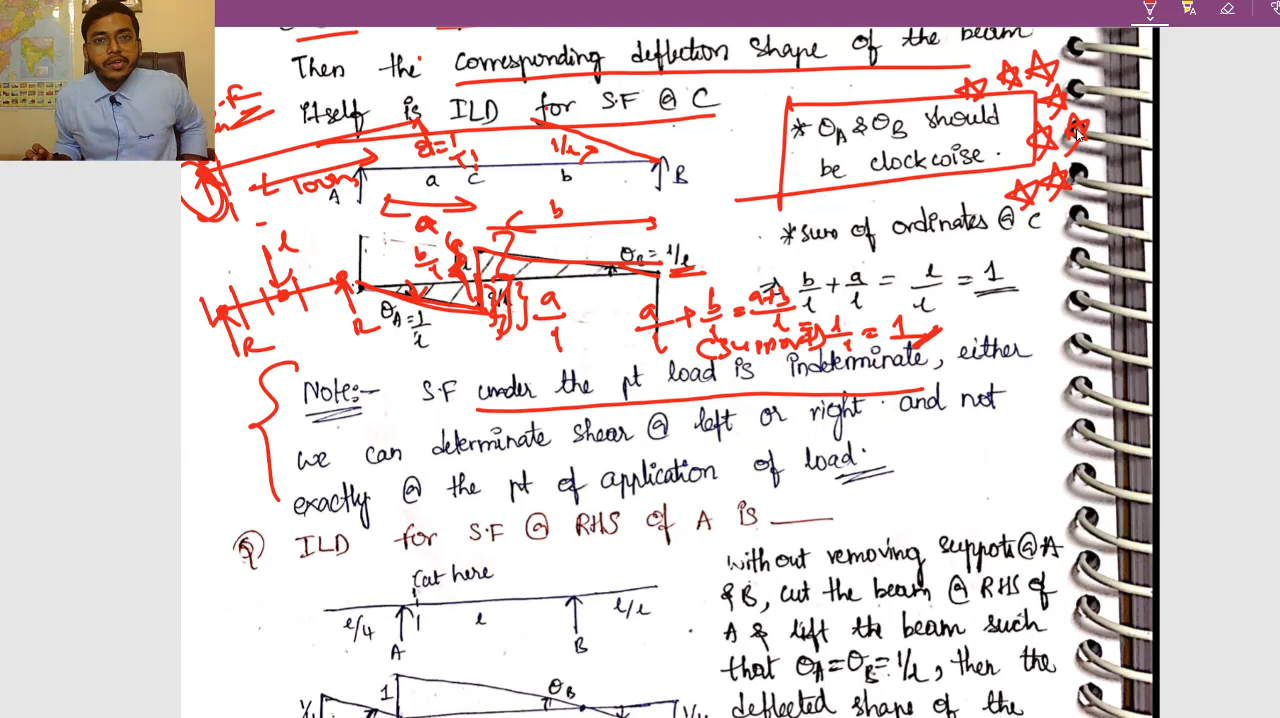 Then the corresponding deflection shape of the beam
itself is ILD for S.F @ C
* θA & θB should
be clockwise.
1/l
A
a
C
b
B
a
b
* sum of ordinates @ C
⇒ b/l + a/l = l/l = 1
θB = 1/l
θA = 1/l
b/l
a/l
l
R
R
a/l + b/l = a+b/l
= l/l = 1
Note:- S.F under the pt load is indeterminate, either
we can determinate shear @ left or right. and not
exactly @ the pt of application of load.
Q) ILD for S.F @ RHS of A is ____
Cut here
l/4
A
l
B
Without removing support @ A
& B, cut the beam @ RHS of
A & lift the beam such
that θA = θB = 1/l, then the
deflected shape of the
1
θB